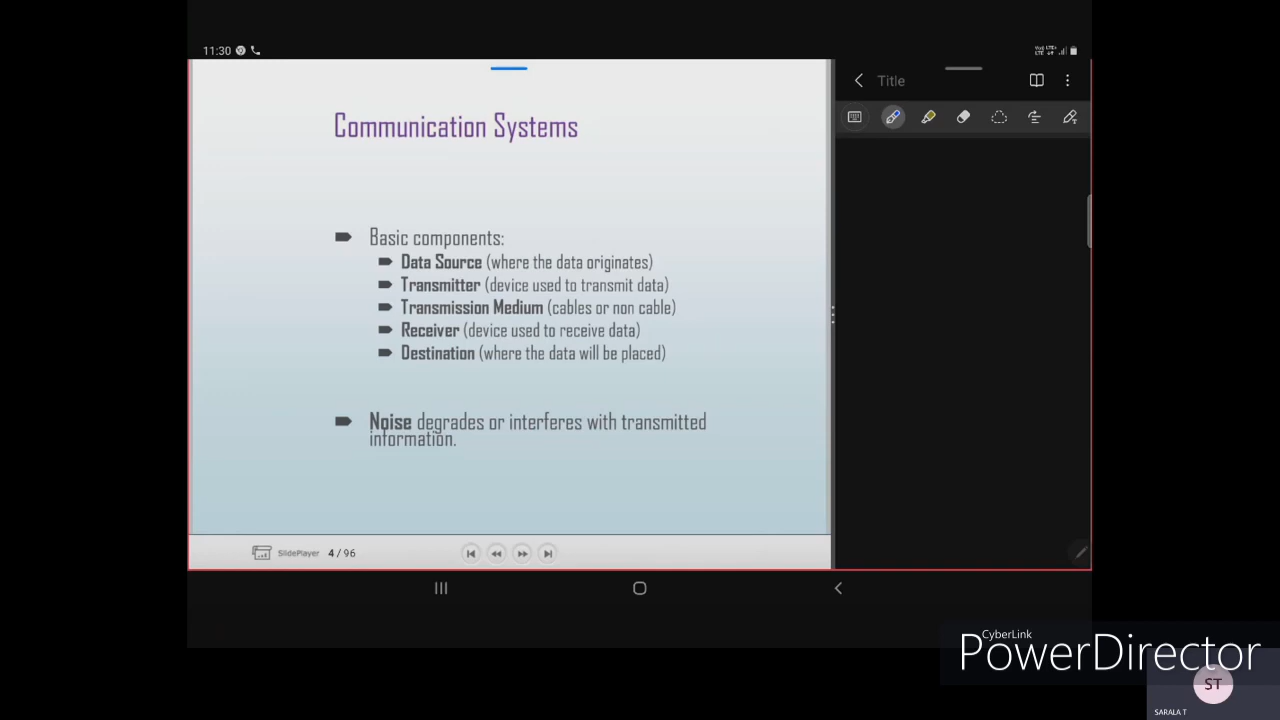 11:30
Title
Communication Systems
Basic components:
Data Source (where the data originates)
Transmitter (device used to transmit data)
Transmission Medium (cables or non cable)
Receiver (device used to receive data)
Destination (where the data will be placed)
Noise degrades or interferes with transmitted
information.
SlidePlayer 4 / 96
CyberLink
PowerDirector
ST
SARALA T